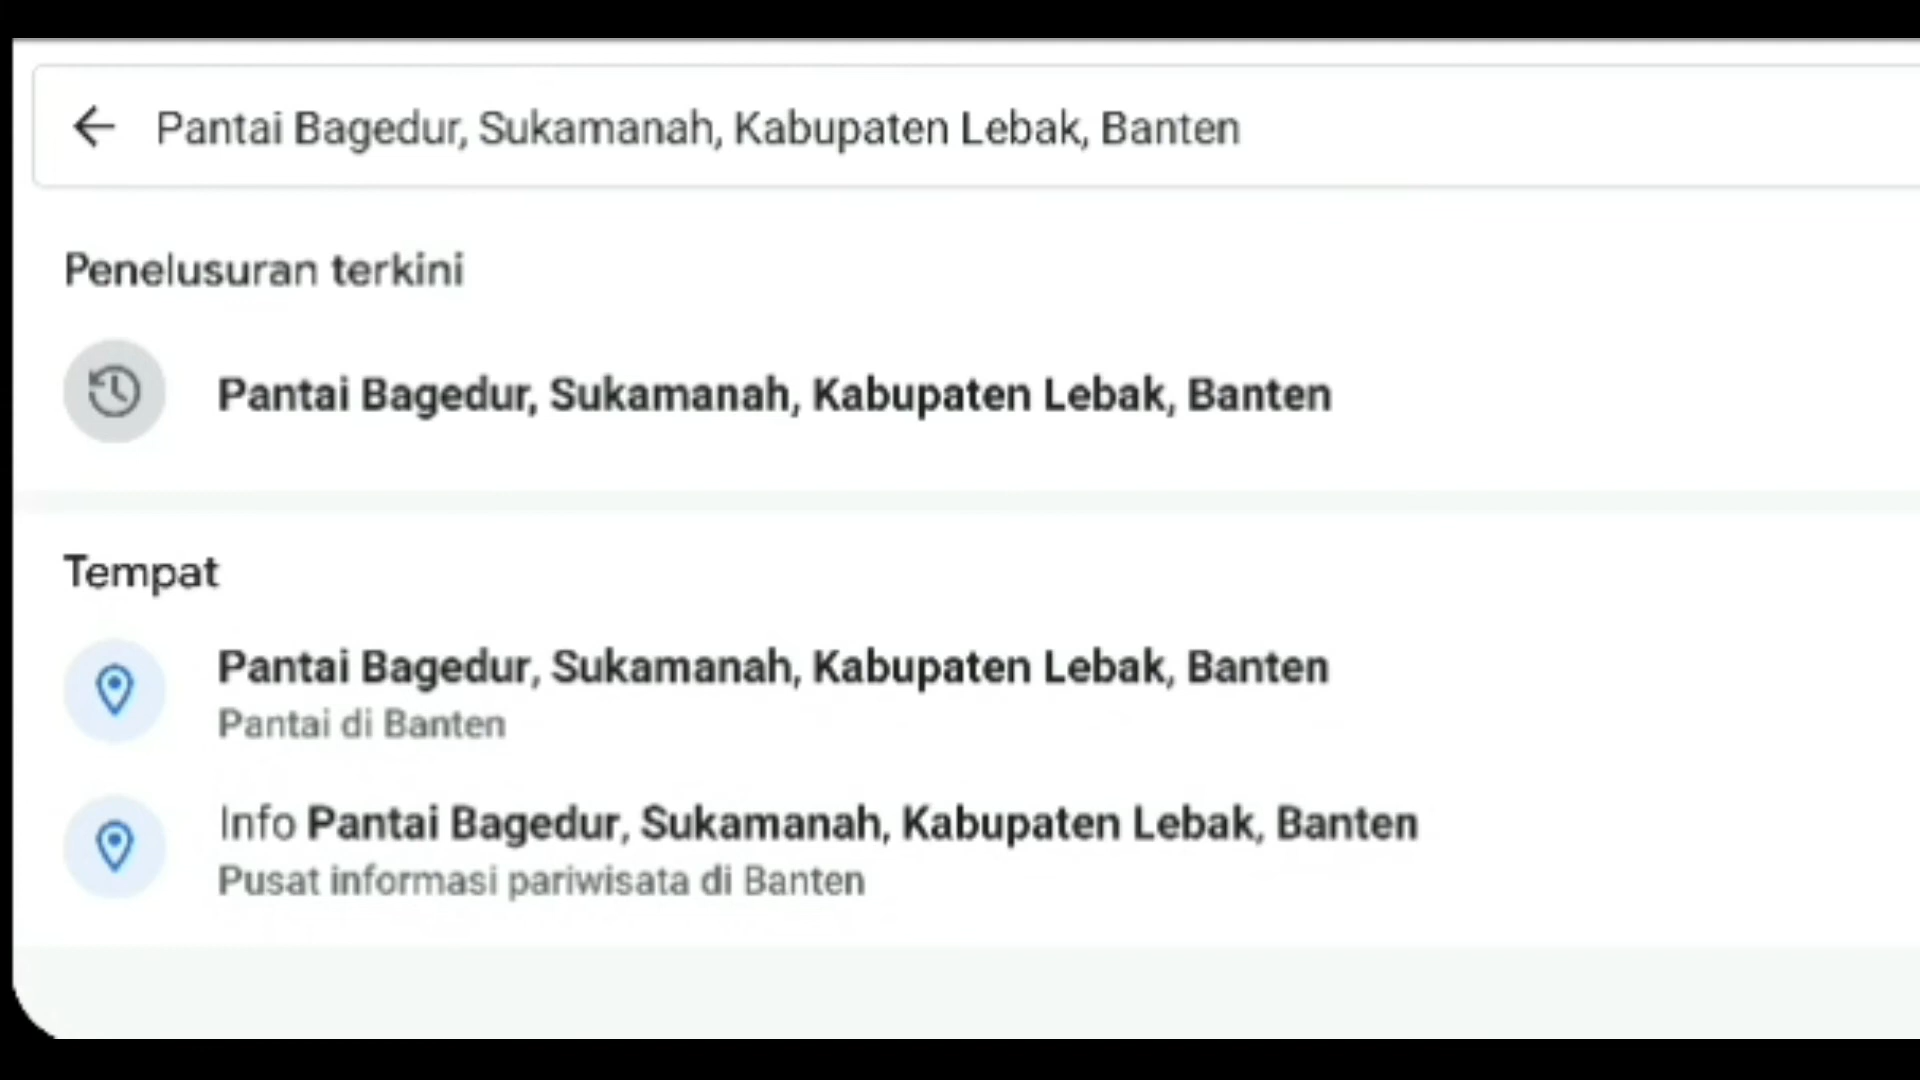 Pantai Bagedur, Sukamanah, Kabupaten Lebak, Banten
Penelusuran terkini
Pantai Bagedur, Sukamanah, Kabupaten Lebak, Banten
Tempat
Pantai Bagedur, Sukamanah, Kabupaten Lebak, Banten
Pantai di Banten
Info Pantai Bagedur, Sukamanah, Kabupaten Lebak, Banten
Pusat informasi pariwisata di Banten